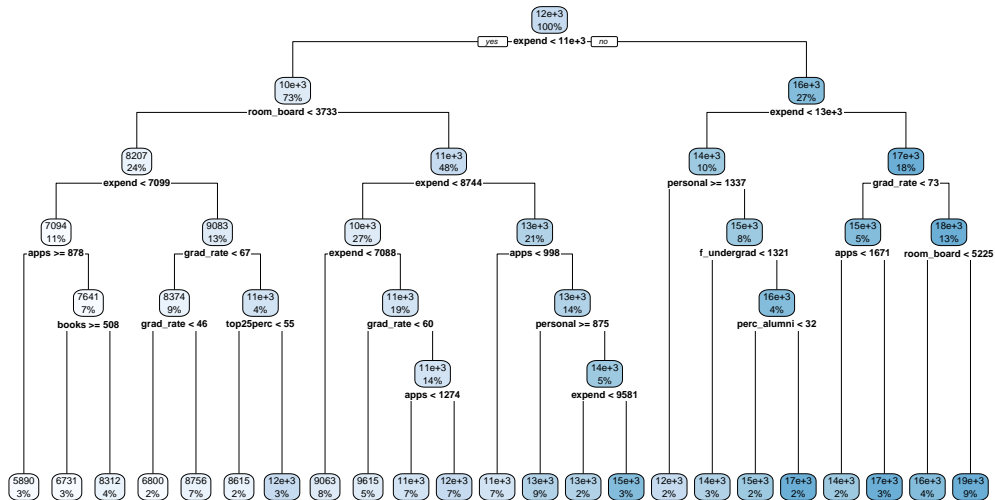 12e+3
100%
yes expend < 11e+3 no
10e+3 16e+3
73% 27%
room_board < 3733 expend < 13e+3
8207 11e+3 14e+3 17e+3
24% 48% 10% 18%
expend < 7099 expend < 8744 personal >= 1337 grad_rate < 73
7094 9083 10e+3 13e+3 15e+3 15e+3 18e+3
11% 13% 27% 21% 8% 5% 13%
apps >= 878 grad_rate < 67 expend < 7088 apps < 998 f_undergrad < 1321 apps < 1671 room_board < 5225
7641 8374 11e+3 11e+3 13e+3 16e+3
7% 9% 4% 19% 14% 4%
books >= 508 grad_rate < 46 top25perc < 55 grad_rate < 60 personal >= 875 perc_alumni < 32
11e+3 14e+3
14% 5%
apps < 1274 expend < 9581
5890 6731 8312 6800 8756 8615 12e+3 9063 9615 11e+3 12e+3 11e+3 13e+3 13e+3 15e+3 12e+3 14e+3 15e+3 17e+3 14e+3 17e+3 16e+3 19e+3
3% 3% 4% 2% 7% 2% 3% 8% 5% 7% 7% 7% 9% 2% 3% 2% 3% 2% 2% 2% 3% 4% 9%